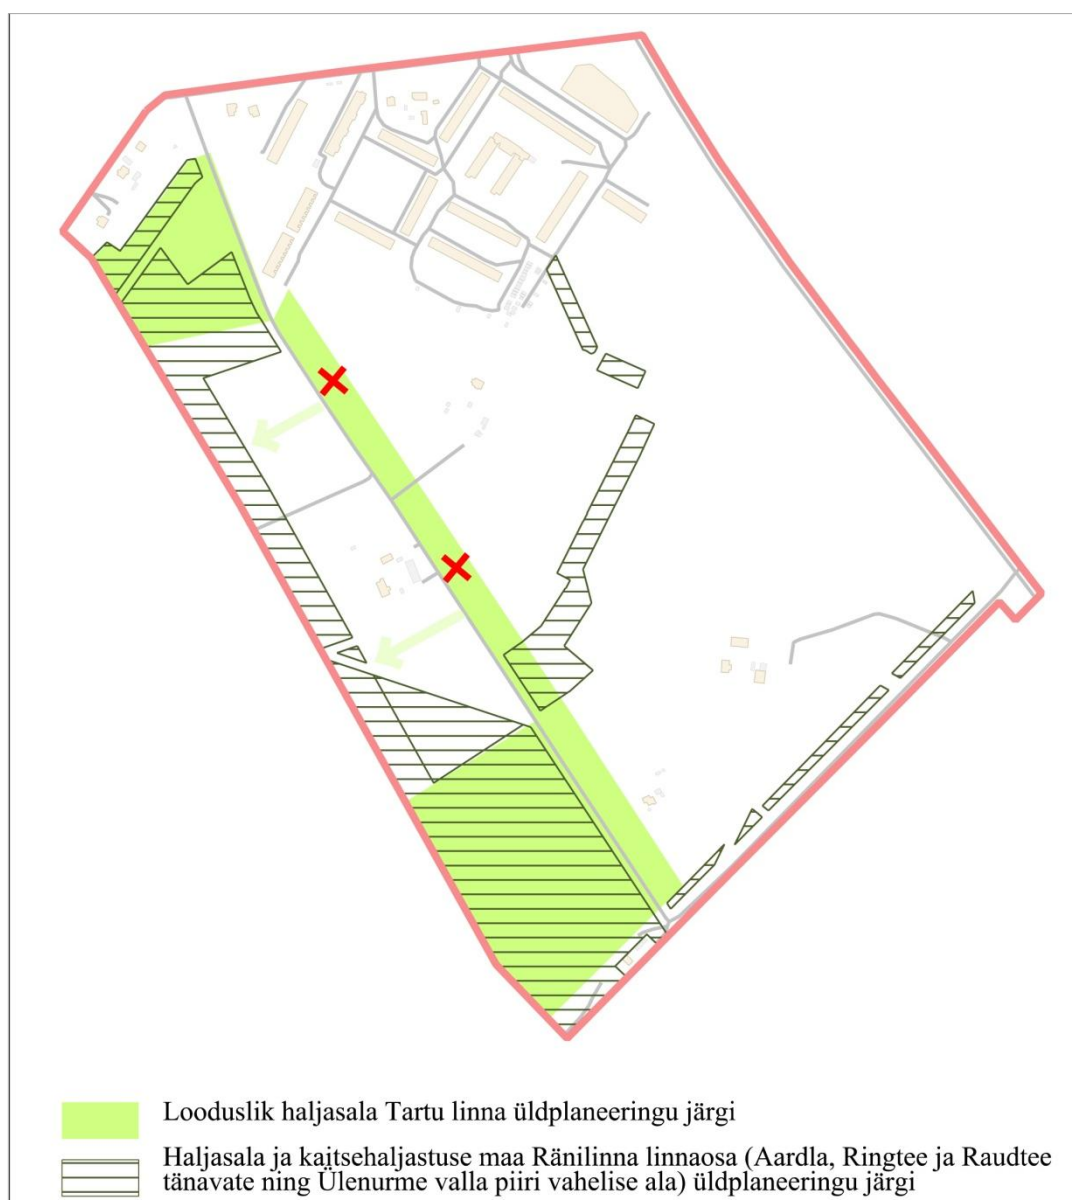 Looduslik haljasala Tartu linna üldplaneeringu järgi
Haljasala ja kaitsehaljastuse maa Ränilinna linnaosa (Aardla, Ringtee ja Raudtee
tänavate ning Ülenurme valla piiri vahelise ala) üldplaneeringu järgi